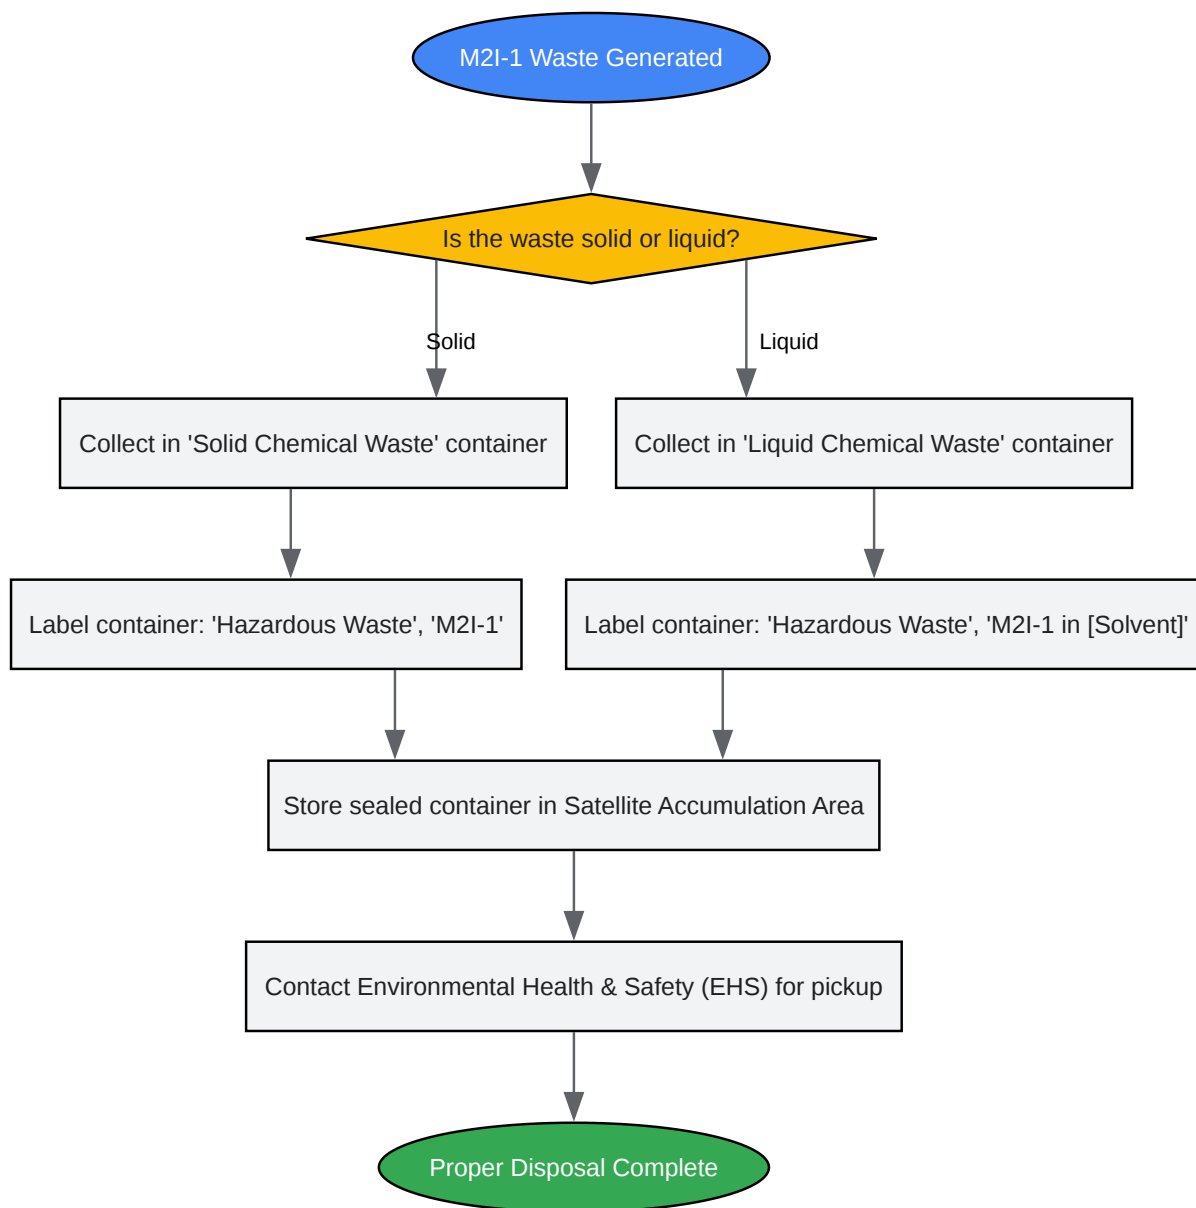 M2I-1 Waste Generated
Is the waste solid or liquid?
Solid
Liquid
Collect in 'Solid Chemical Waste' container
Collect in 'Liquid Chemical Waste' container
Label container: 'Hazardous Waste', 'M2I-1'
Label container: 'Hazardous Waste', 'M2I-1 in [Solvent]'
Store sealed container in Satellite Accumulation Area
Contact Environmental Health & Safety (EHS) for pickup
Proper Disposal Complete